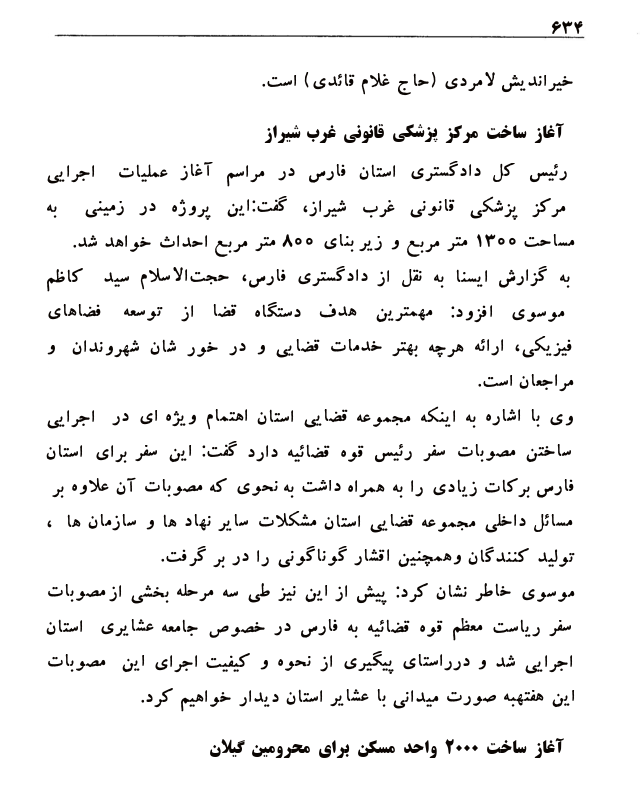 ۶۳۴
خیراندیش لامردی (حاج غلام قائدی) است.
آغاز ساخت مرکز پزشکی قانونی غرب شیراز
رئیس کل دادگستری استان فارس در مراسم آغاز عملیات اجرایی
مرکز پزشکی قانونی غرب شیراز، گفت:این پروژه در زمینی به
مساحت ۱۳۰۰ متر مربع و زیر بنای ۸۰۰ متر مربع احداث خواهد شد.
به گزارش ایسنا به نقل از دادگستری فارس، حجت‌الاسلام سید کاظم
موسوی افزود: مهمترین هدف دستگاه قضا از توسعه فضاهای
فیزیکی، ارائه هرچه بهتر خدمات قضایی و در خور شان شهروندان و
مراجعان است.
وی با اشاره به اینکه مجموعه قضایی استان اهتمام ویژه ای در اجرایی
ساختن مصوبات سفر رئیس قوه قضائیه دارد گفت: این سفر برای استان
فارس برکات زیادی را به همراه داشت به نحوی که مصوبات آن علاوه بر
مسائل داخلی مجموعه قضایی استان مشکلات سایر نهاد ها و سازمان ها ،
تولید کنندگان وهمچنین اقشار گوناگونی را در بر گرفت.
موسوی خاطر نشان کرد: پیش از این نیز طی سه مرحله بخشی از مصوبات
سفر ریاست معظم قوه قضائیه به فارس در خصوص جامعه عشایری استان
اجرایی شد و درراستای پیگیری از نحوه و کیفیت اجرای این مصوبات
این هفتهبه صورت میدانی با عشایر استان دیدار خواهیم کرد.
آغاز ساخت ۲۰۰۰ واحد مسکن برای محرومین گیلان